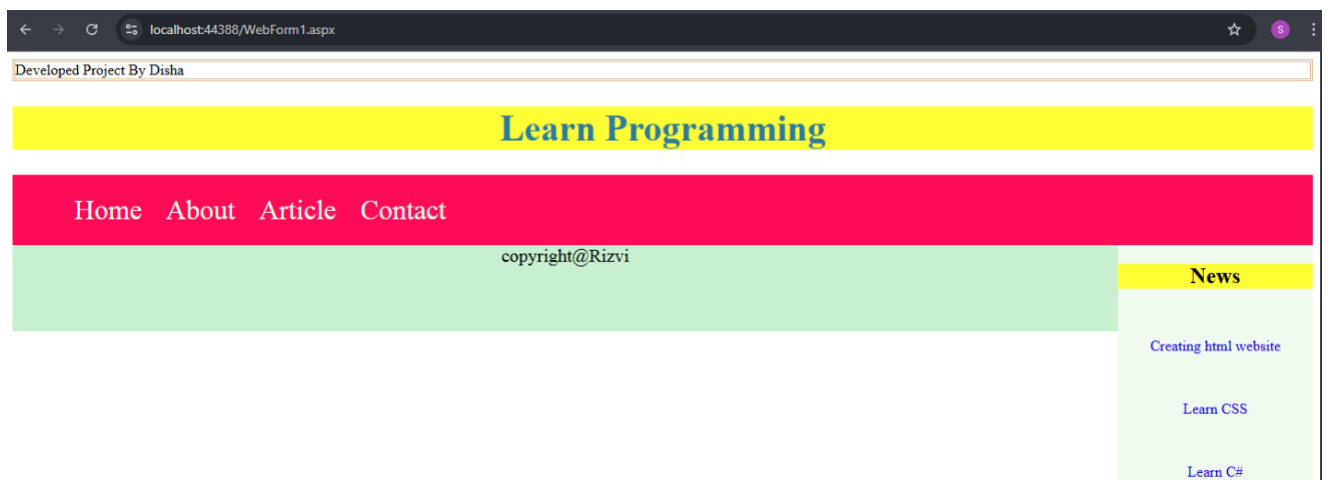 localhost:44388/WebForm1.aspx
S
Developed Project By Disha
Learn Programming
Home About Article Contact
copyright@Rizvi
News
Creating html website
Learn CSS
Learn C#